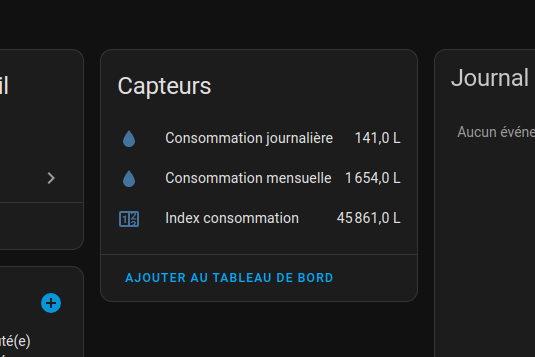 il
Capteurs
Consommation journalière 141,0 L
Consommation mensuelle 1 654,0 L
Index consommation 45 861,0 L
AJOUTER AU TABLEAU DE BORD
té(e)
Journal
Aucun événe